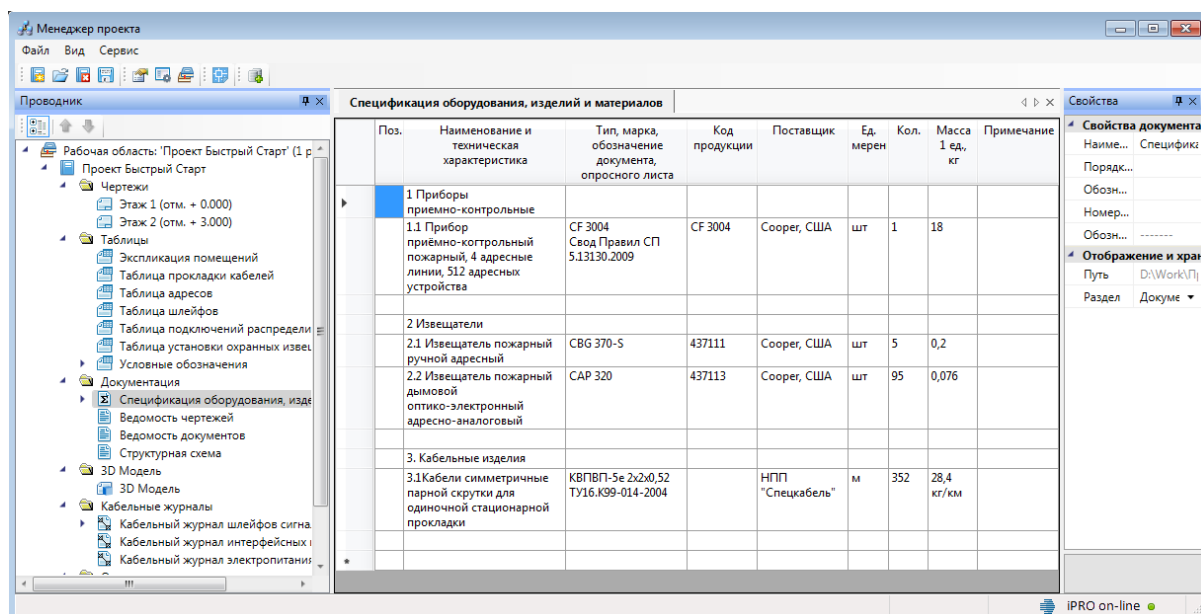 Менеджер проекта
Файл Вид Сервис
Проводник
Рабочая область: 'Проект Быстрый Старт' (1 р
Проект Быстрый Старт
Чертежи
Этаж 1 (отм. + 0.000)
Этаж 2 (отм. + 3.000)
Таблицы
Экспликация помещений
Таблица прокладки кабелей
Таблица адресов
Таблица шлейфов
Таблица подключений распредели
Таблица установки охранных извещ
Условные обозначения
Документация
Спецификация оборудования, изде
Ведомость чертежей
Ведомость документов
Структурная схема
3D Модель
3D Модель
Кабельные журналы
Кабельный журнал шлейфов сигна
Кабельный журнал интерфейсных
Кабельный журнал электропитания
Спецификация оборудования, изделий и материалов
Поз. Наименование и Тип, марка, Код Поставщик Ед. Кол. Масса Примечание
техническая обозначение продукции мерен 1 ед.,
характеристика документа, кг
опросного листа
1 Приборы
приемно-контрольные
1.1 Прибор CF 3004 CF 3004 Cooper, США шт 1 18
приёмно-когтрольный Свод Правил СП
пожарный, 4 адресные 5.13130.2009
линии, 512 адресных
устройства
2 Извещатели
2.1 Извещатель пожарный CBG 370-S 437111 Cooper, США шт 5 0,2
ручной адресный
2.2 Извещатель пожарный CAP 320 437113 Cooper, США шт 95 0,076
дымовой
оптико-электронный
адресно-аналоговый
3. Кабельные изделия
3.1Кабели симметричные КВПВП-5е 2х2х0,52 НПП м 352 28,4
парной скрутки для ТУ16.К99-014-2004 "Спецкабель" кг/км
одиночной стационарной
прокладки
*
Свойства
Свойства документа
Наиме... Специфика
Порядк...
Обозн...
Номер...
Обозн... -------
Отображение и хран
Путь D:\Work\Пр
Раздел Докуме
iPRO on-line